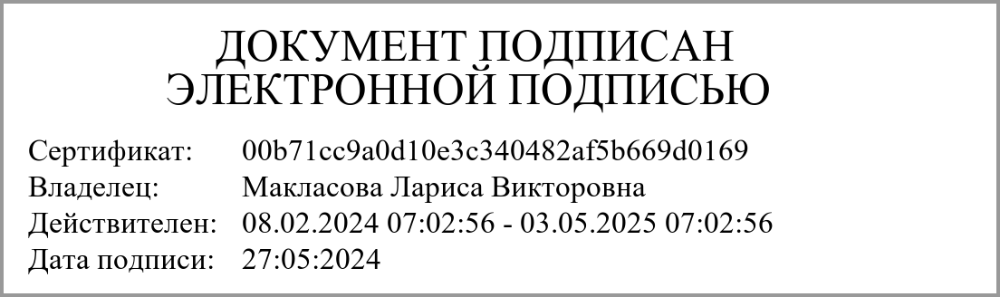 ДОКУМЕНТ ПОДПИСАН
ЭЛЕКТРОННОЙ ПОДПИСЬЮ
Сертификат: 00b71cc9a0d10e3c340482af5b669d0169
Владелец: Макласова Лариса Викторовна
Действителен: 08.02.2024 07:02:56 - 03.05.2025 07:02:56
Дата подписи: 27:05:2024